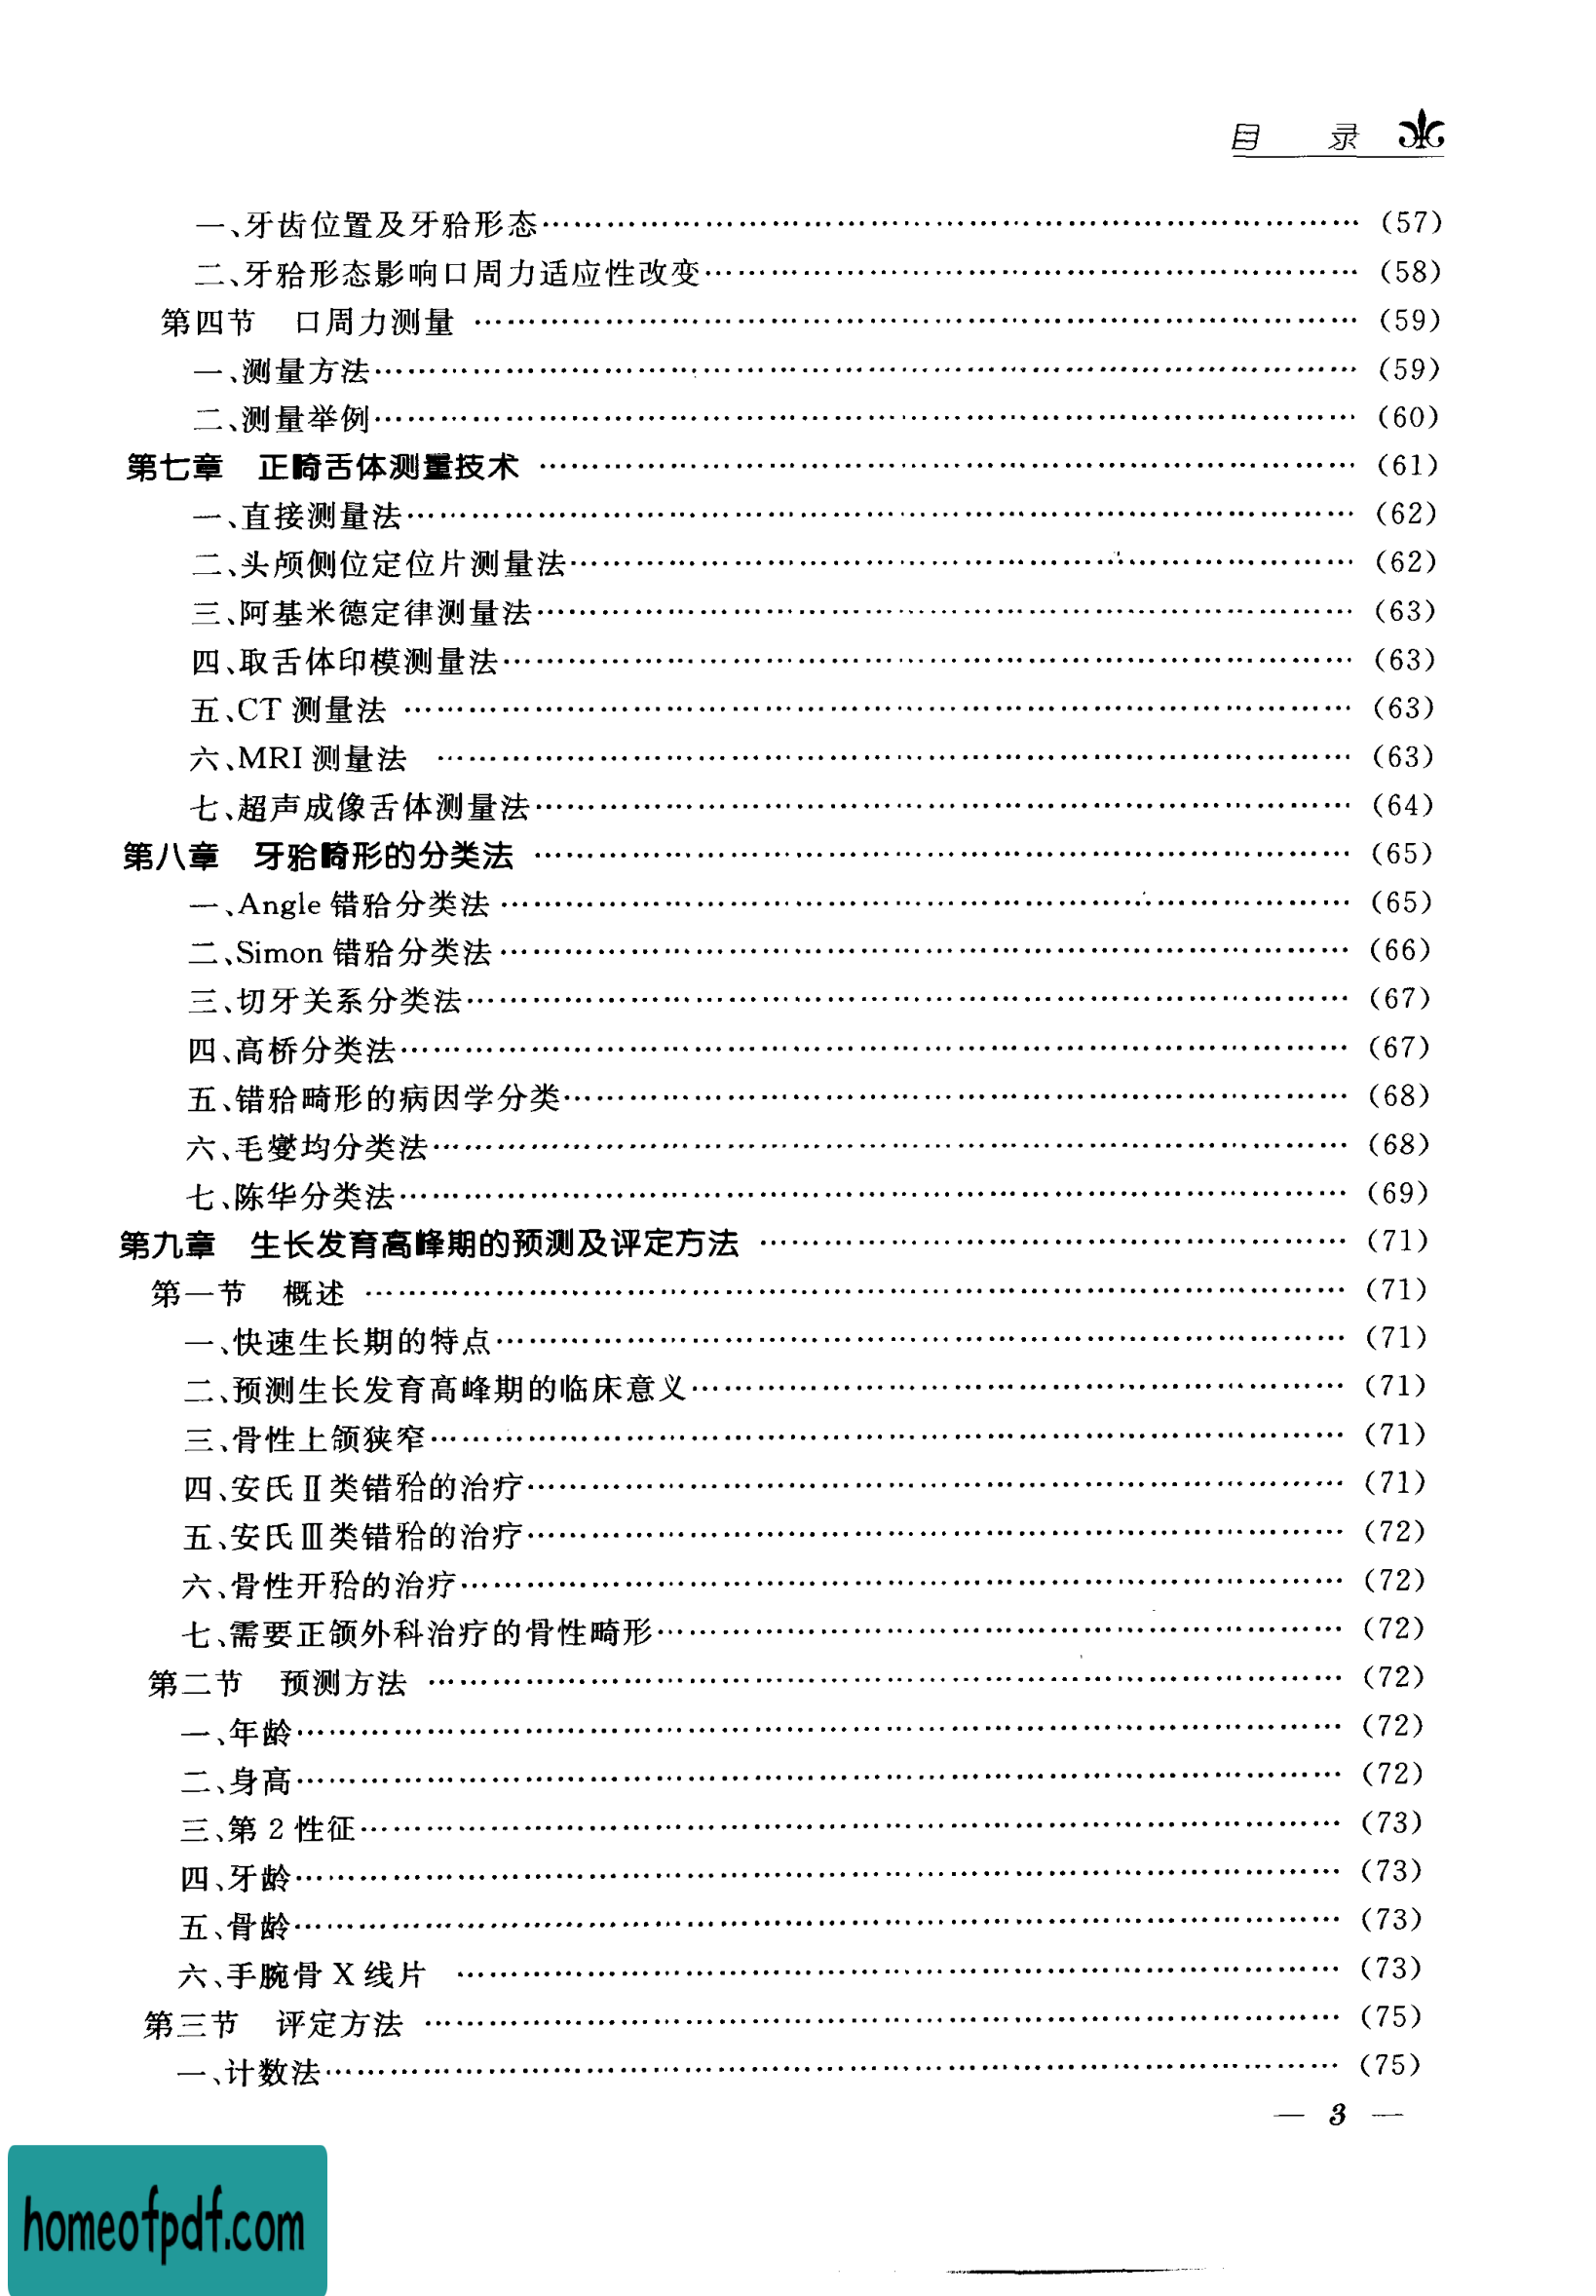 目 录
一、牙齿位置及牙𬌗形态……………………(57)
二、牙𬌗形态影响口周力适应性改变……………………(58)
第四节 口周力测量……………………(59)
一、测量方法……………………(59)
二、测量举例……………………(60)
第七章 正畸舌体测量技术……………………(61)
一、直接测量法……………………(62)
二、头颅侧位定位片测量法……………………(62)
三、阿基米德定律测量法……………………(63)
四、取舌体印模测量法……………………(63)
五、CT 测量法……………………(63)
六、MRI 测量法……………………(63)
七、超声成像舌体测量法……………………(64)
第八章 牙𬌗畸形的分类法……………………(65)
一、Angle 错𬌗分类法……………………(65)
二、Simon 错𬌗分类法……………………(66)
三、切牙关系分类法……………………(67)
四、高桥分类法……………………(67)
五、错𬌗畸形的病因学分类……………………(68)
六、毛燮均分类法……………………(68)
七、陈华分类法……………………(69)
第九章 生长发育高峰期的预测及评定方法……………………(71)
第一节 概述……………………(71)
一、快速生长期的特点……………………(71)
二、预测生长发育高峰期的临床意义……………………(71)
三、骨性上颌狭窄……………………(71)
四、安氏Ⅱ类错𬌗的治疗……………………(71)
五、安氏Ⅲ类错𬌗的治疗……………………(72)
六、骨性开𬌗的治疗……………………(72)
七、需要正颌外科治疗的骨性畸形……………………(72)
第二节 预测方法……………………(72)
一、年龄……………………(72)
二、身高……………………(72)
三、第 2 性征……………………(73)
四、牙龄……………………(73)
五、骨龄……………………(73)
六、手腕骨 X 线片……………………(73)
第三节 评定方法……………………(75)
一、计数法……………………(75)
— 3 —
homeofpdf.com